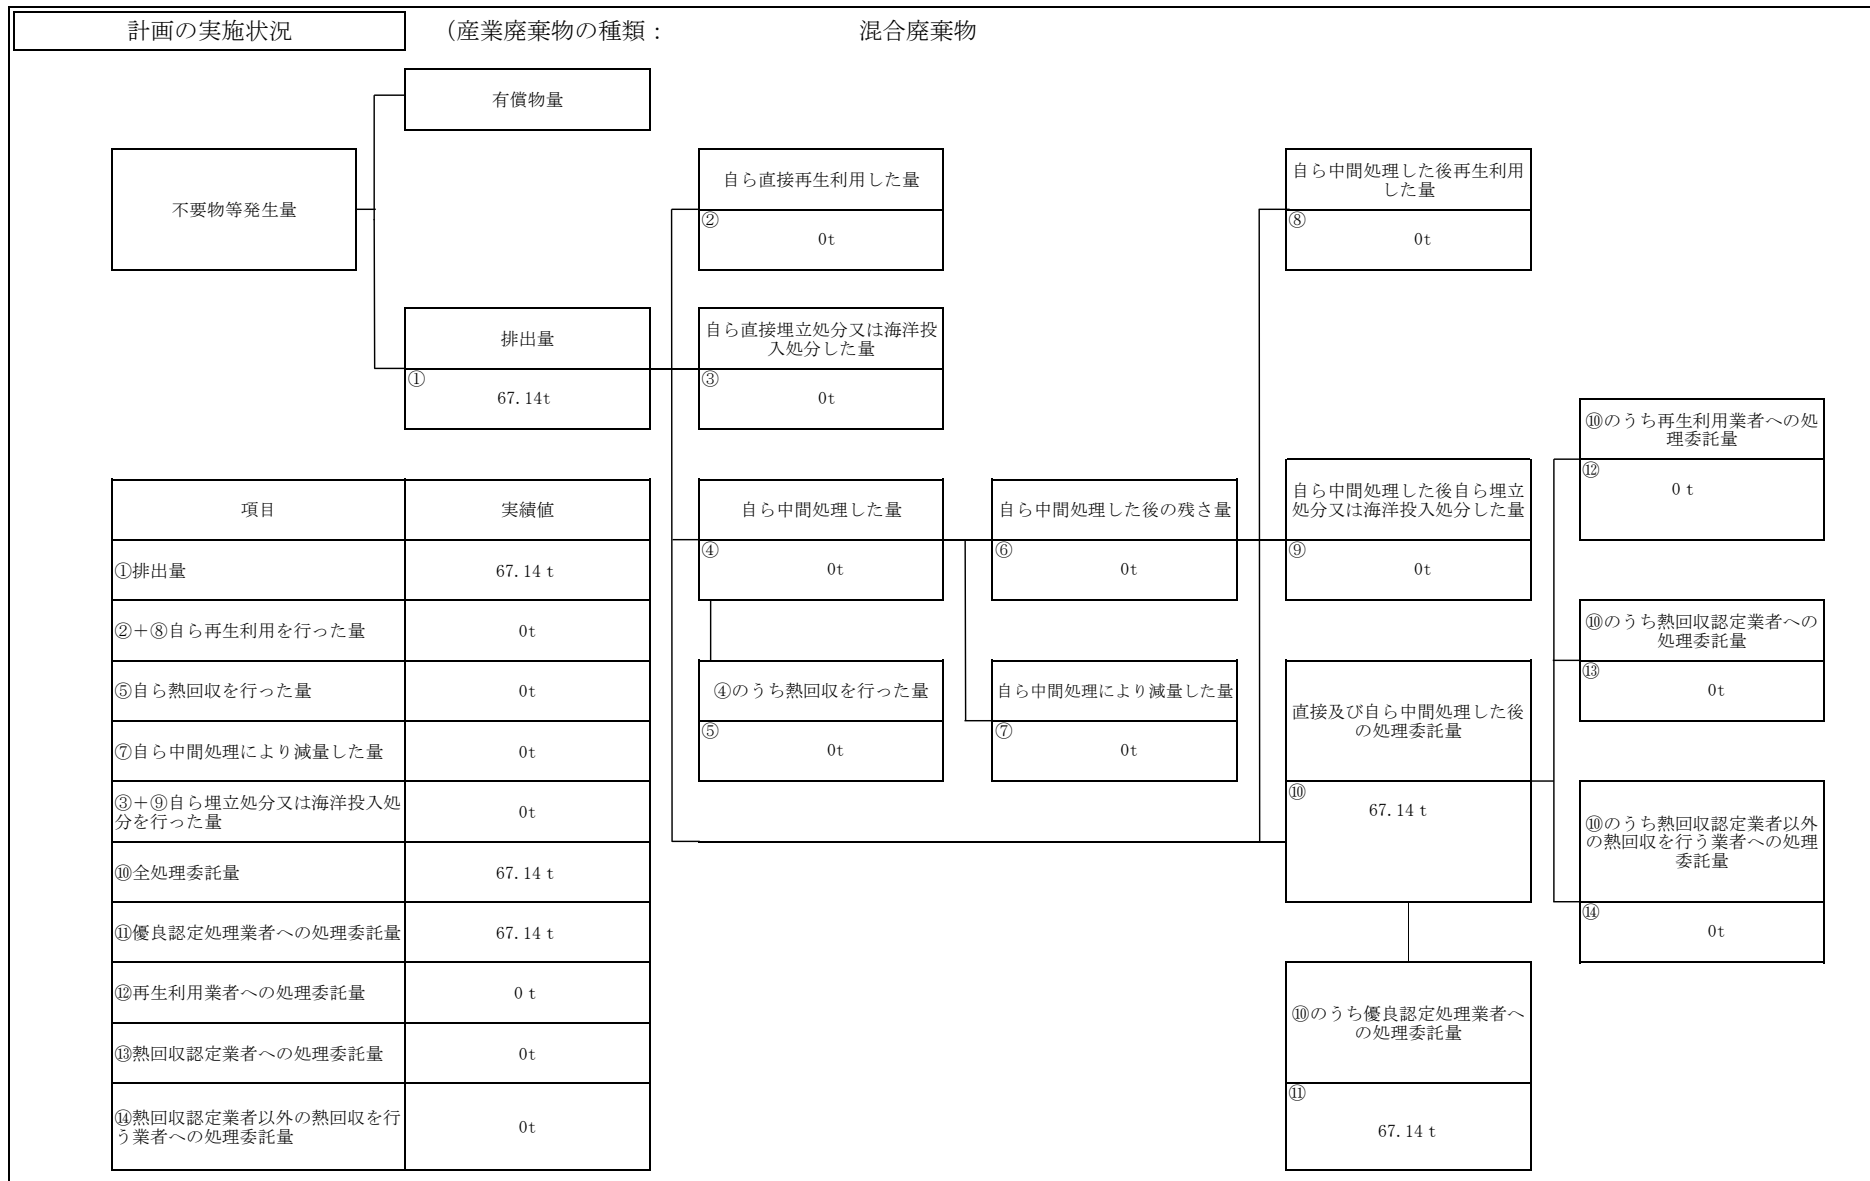 計画の実施状況
（産業廃棄物の種類： 混合廃棄物
有償物量
不要物等発生量
自ら直接再生利用した量
②
0t
自ら中間処理した後再生利用
した量
⑧
0t
排出量
①
67.14t
自ら直接埋立処分又は海洋投
入処分した量
③
0t
⑩のうち再生利用業者への処
理委託量
⑫
0 t
項目 実績値
①排出量 67.14 t
②＋⑧自ら再生利用を行った量 0t
⑤自ら熱回収を行った量 0t
⑦自ら中間処理により減量した量 0t
③＋⑨自ら埋立処分又は海洋投入処
分を行った量 0t
⑩全処理委託量 67.14 t
⑪優良認定処理業者への処理委託量 67.14 t
⑫再生利用業者への処理委託量 0 t
⑬熱回収認定業者への処理委託量 0t
⑭熱回収認定業者以外の熱回収を行
う業者への処理委託量 0t
自ら中間処理した量
④
0t
自ら中間処理した後の残さ量
⑥
0t
自ら中間処理した後自ら埋立
処分又は海洋投入処分した量
⑨
0t
④のうち熱回収を行った量
⑤
0t
自ら中間処理により減量した量
⑦
0t
直接及び自ら中間処理した後
の処理委託量
⑩
67.14 t
⑩のうち熱回収認定業者への
処理委託量
⑬
0t
⑩のうち熱回収認定業者以外
の熱回収を行う業者への処理
委託量
⑭
0t
⑩のうち優良認定処理業者へ
の処理委託量
⑪
67.14 t